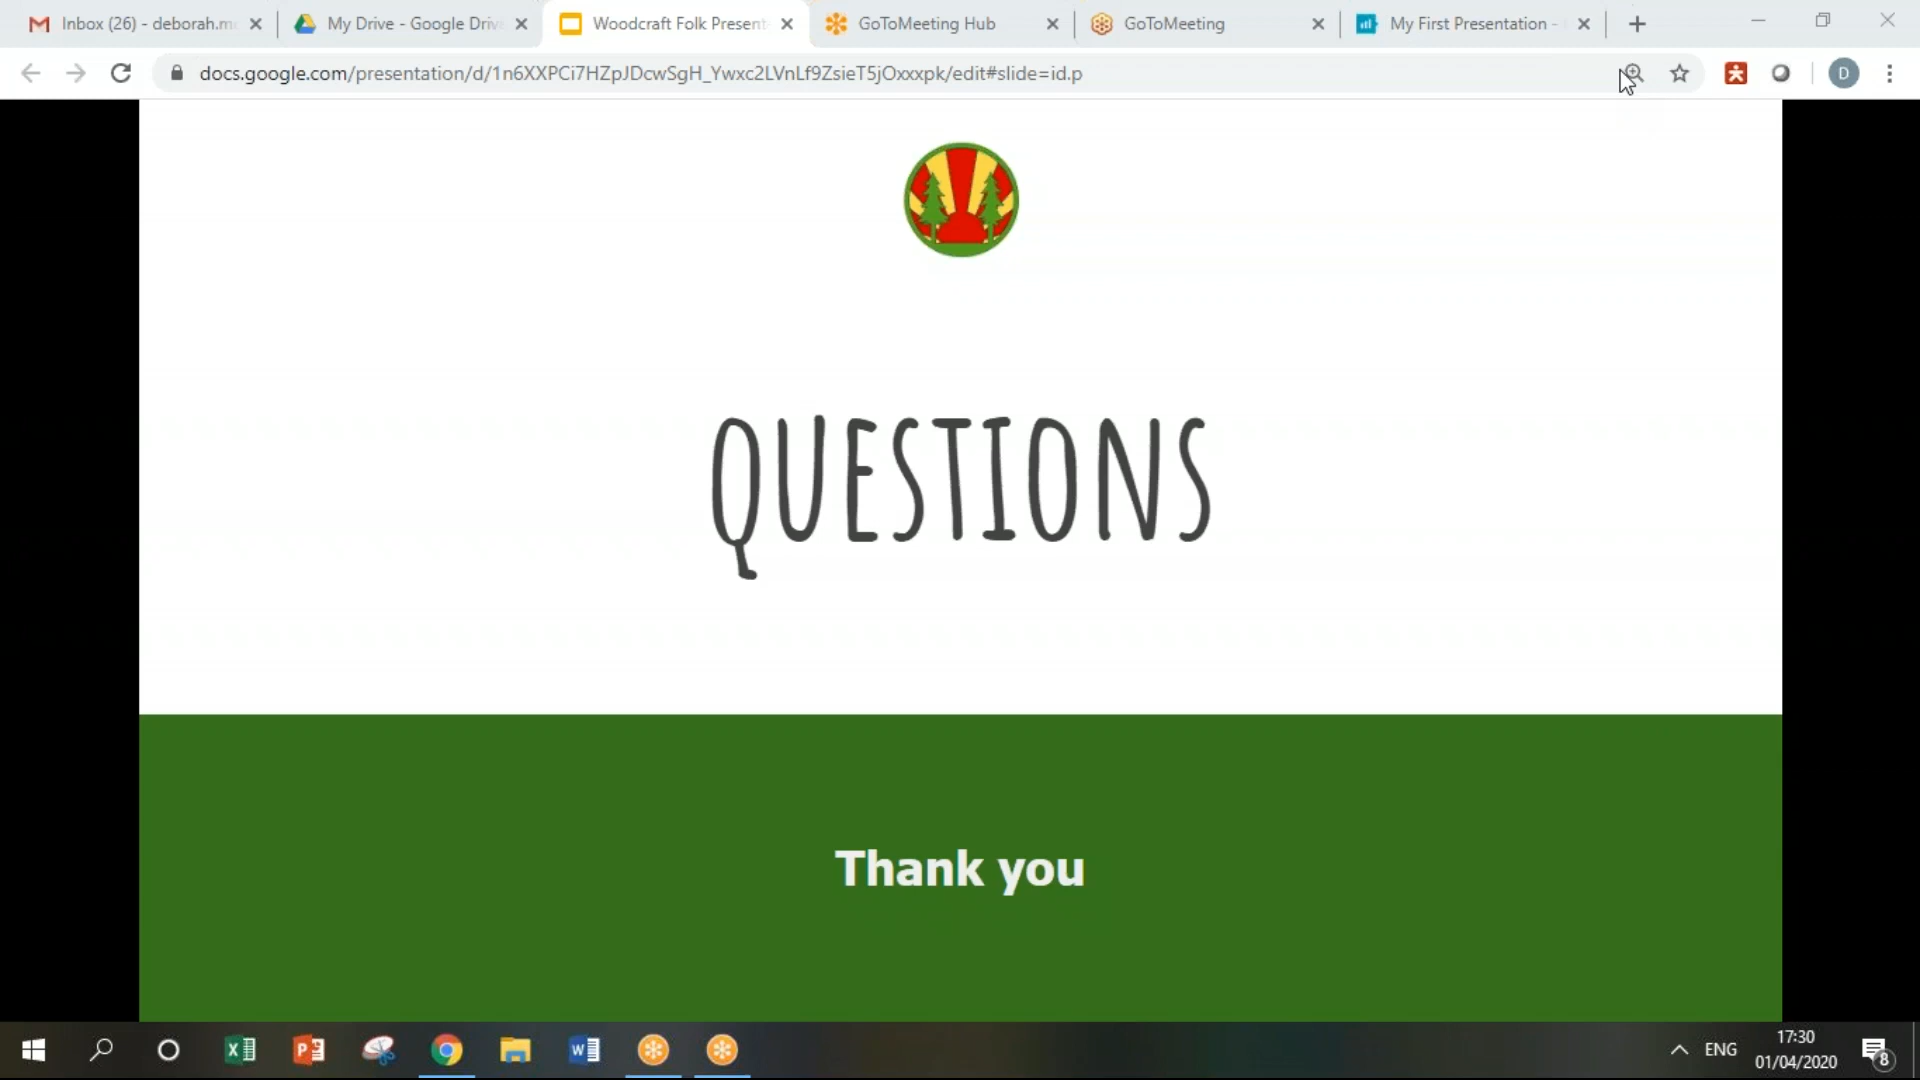 Inbox (26) - deborah.m
My Drive - Google Driv
Woodcraft Folk Present
GoToMeeting Hub
GoToMeeting
My First Presentation -
docs.google.com/presentation/d/1n6XXPCi7HZpJDcwSgH_Ywxc2LVnLf9ZsieT5jOxxxpk/edit#slide=id.p
D
QUESTIONS
Thank you
ENG
17:30
01/04/2020
8